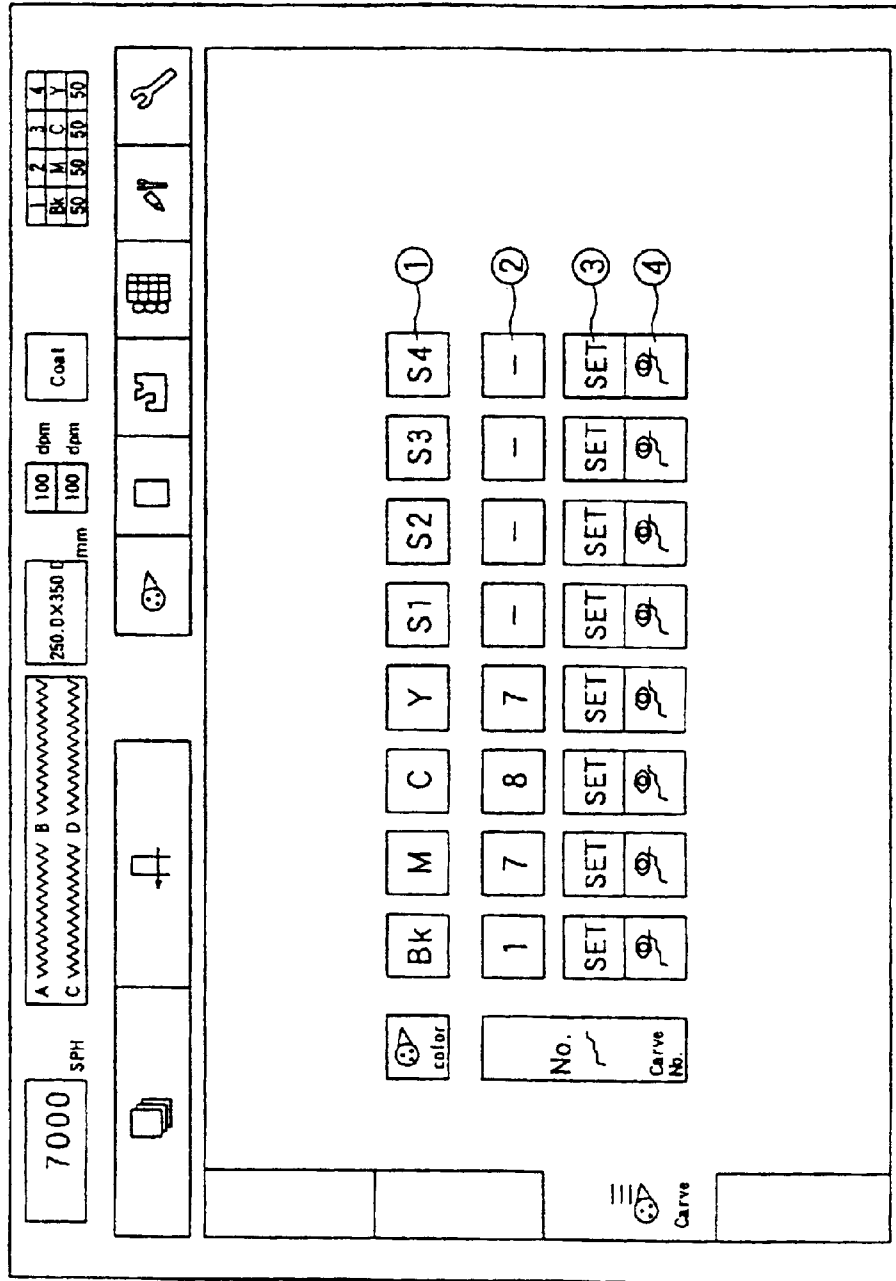 7000 SPH
A B
C D
250.0X350.0 mm
100 dpm
100 dpm
Coat
1 2 3 4
Bk M C Y
50 50 50 50
color Bk M C Y S1 S2 S3 S4 ①
No. 1 7 8 7 – – – – ②
Carve No.
SET SET SET SET SET SET SET SET ③
④
Carve